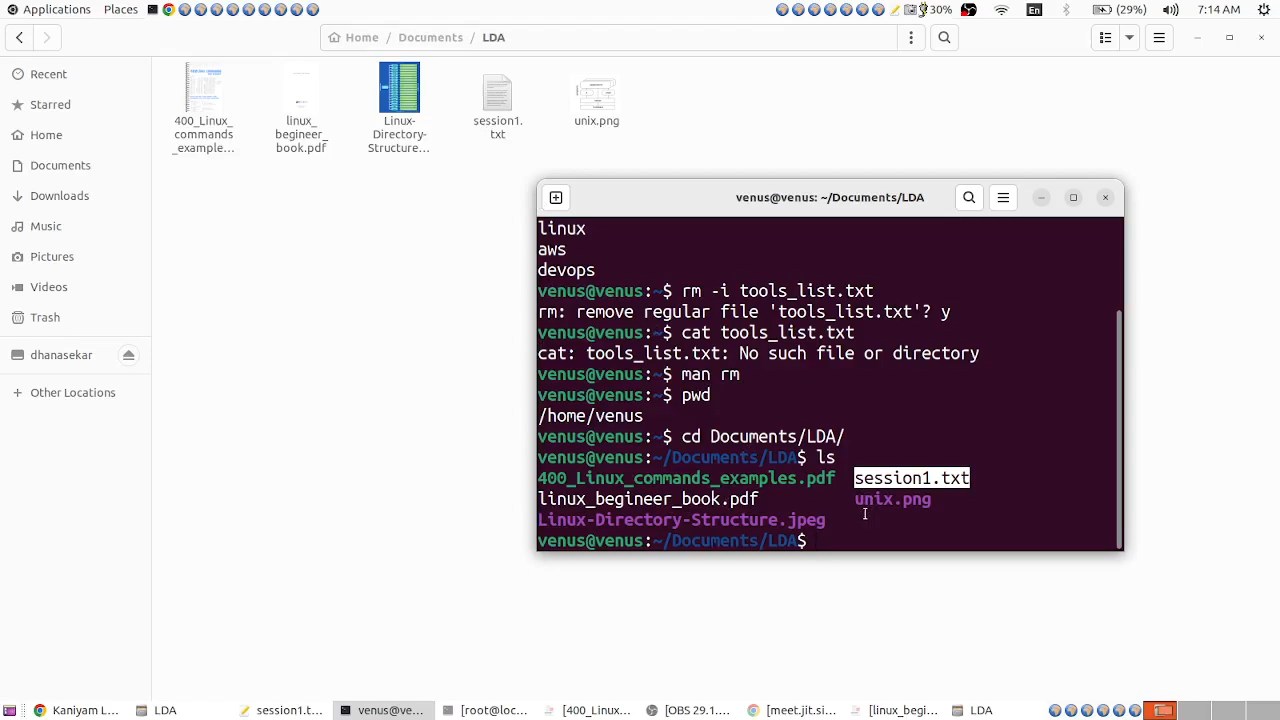 Applications Places 30% En (29%) 7:14 AM
Home / Documents / LDA
Recent
Starred
Home
Documents
Downloads
Music
Pictures
Videos
Trash
dhanasekar
Other Locations
400_Linux_
commands
_example...
linux_
begineer_
book.pdf
Linux-
Directory-
Structure...
session1.
txt
unix.png
venus@venus: ~/Documents/LDA
linux
aws
devops
venus@venus:~$ rm -i tools_list.txt
rm: remove regular file 'tools_list.txt'? y
venus@venus:~$ cat tools_list.txt
cat: tools_list.txt: No such file or directory
venus@venus:~$ man rm
venus@venus:~$ pwd
/home/venus
venus@venus:~$ cd Documents/LDA/
venus@venus:~/Documents/LDA$ ls
400_Linux_commands_examples.pdf session1.txt
linux_begineer_book.pdf unix.png
Linux-Directory-Structure.jpeg
venus@venus:~/Documents/LDA$
Kaniyam L... LDA session1.t... venus@ve... [root@loc... [400_Linux... [OBS 29.1.... [meet.jit.si... [linux_begi... LDA